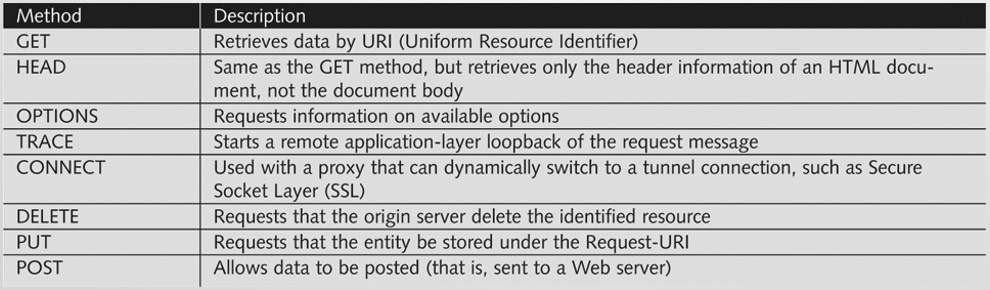 Method Description
GET Retrieves data by URI (Uniform Resource Identifier)
HEAD Same as the GET method, but retrieves only the header information of an HTML docu-
ment, not the document body
OPTIONS Requests information on available options
TRACE Starts a remote application-layer loopback of the request message
CONNECT Used with a proxy that can dynamically switch to a tunnel connection, such as Secure
Socket Layer (SSL)
DELETE Requests that the origin server delete the identified resource
PUT Requests that the entity be stored under the Request-URI
POST Allows data to be posted (that is, sent to a Web server)